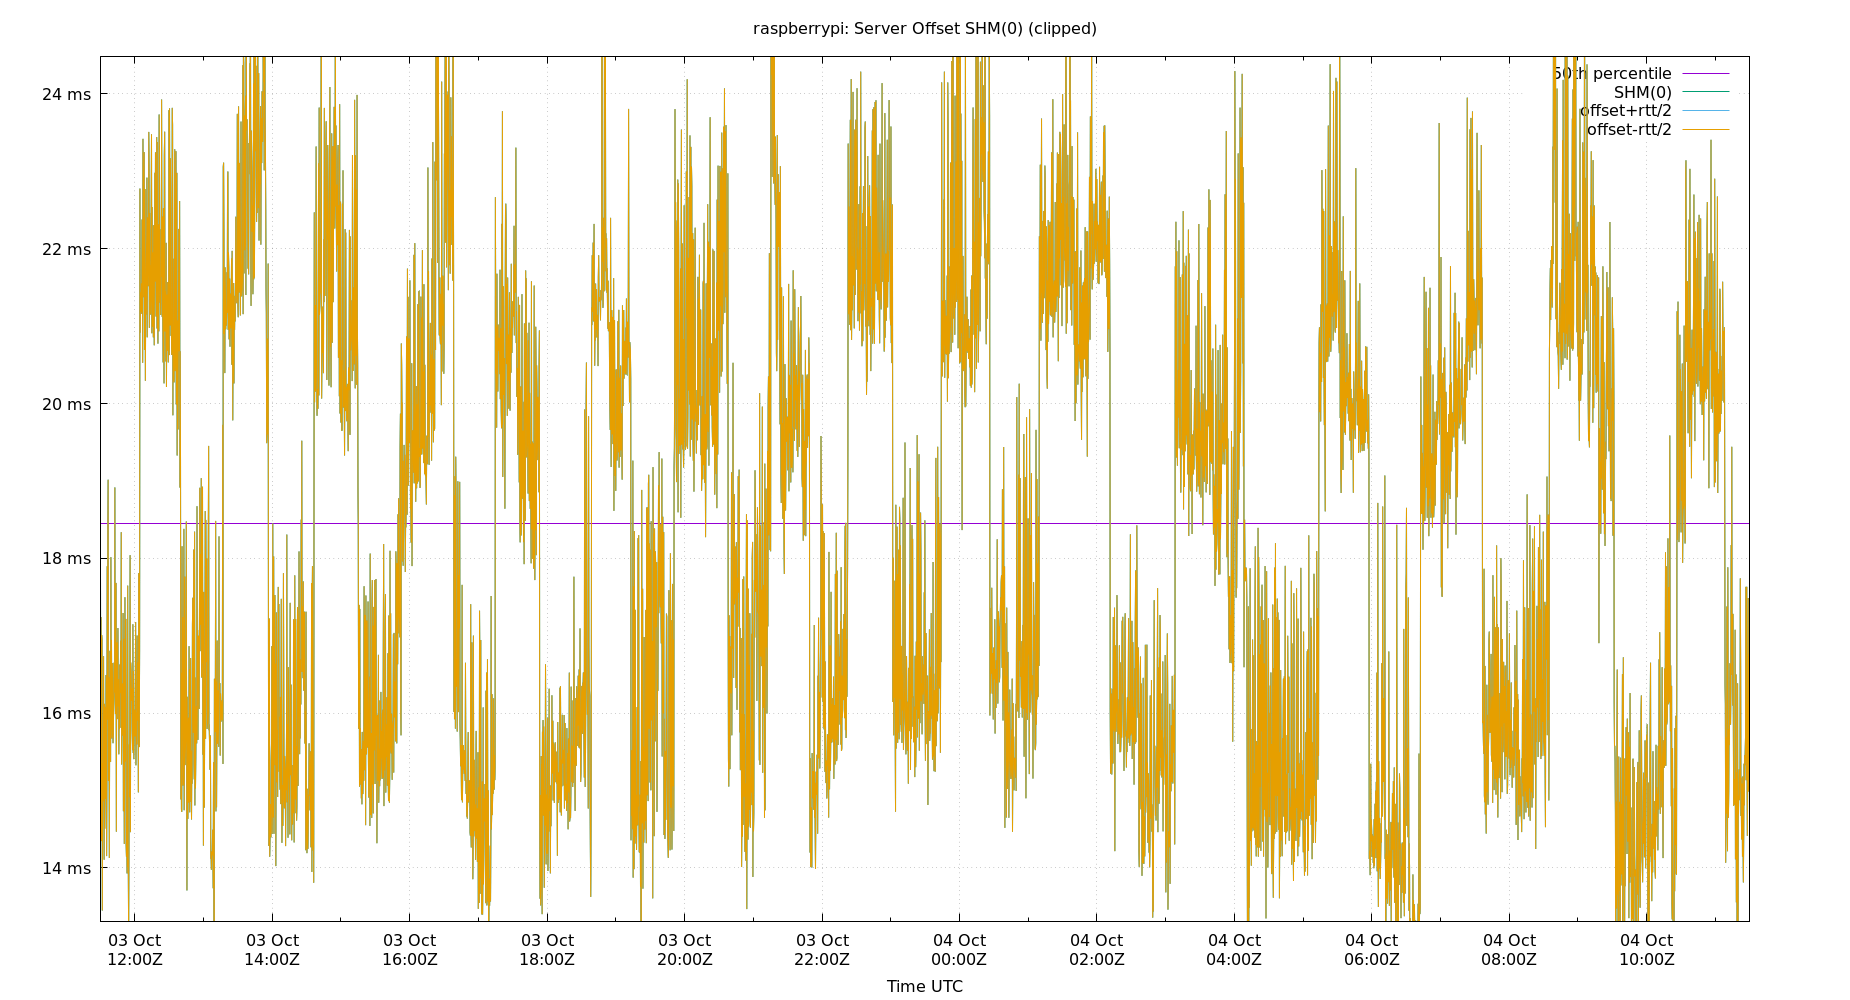 raspberrypi: Server Offset SHM(0) (clipped)
50th percentile
SHM(0)
offset+rtt/2
offset-rtt/2
24 ms
22 ms
20 ms
18 ms
16 ms
14 ms
03 Oct 03 Oct 03 Oct 03 Oct 03 Oct 03 Oct 04 Oct 04 Oct 04 Oct 04 Oct 04 Oct 04 Oct
12:00Z 14:00Z 16:00Z 18:00Z 20:00Z 22:00Z 00:00Z 02:00Z 04:00Z 06:00Z 08:00Z 10:00Z
Time UTC